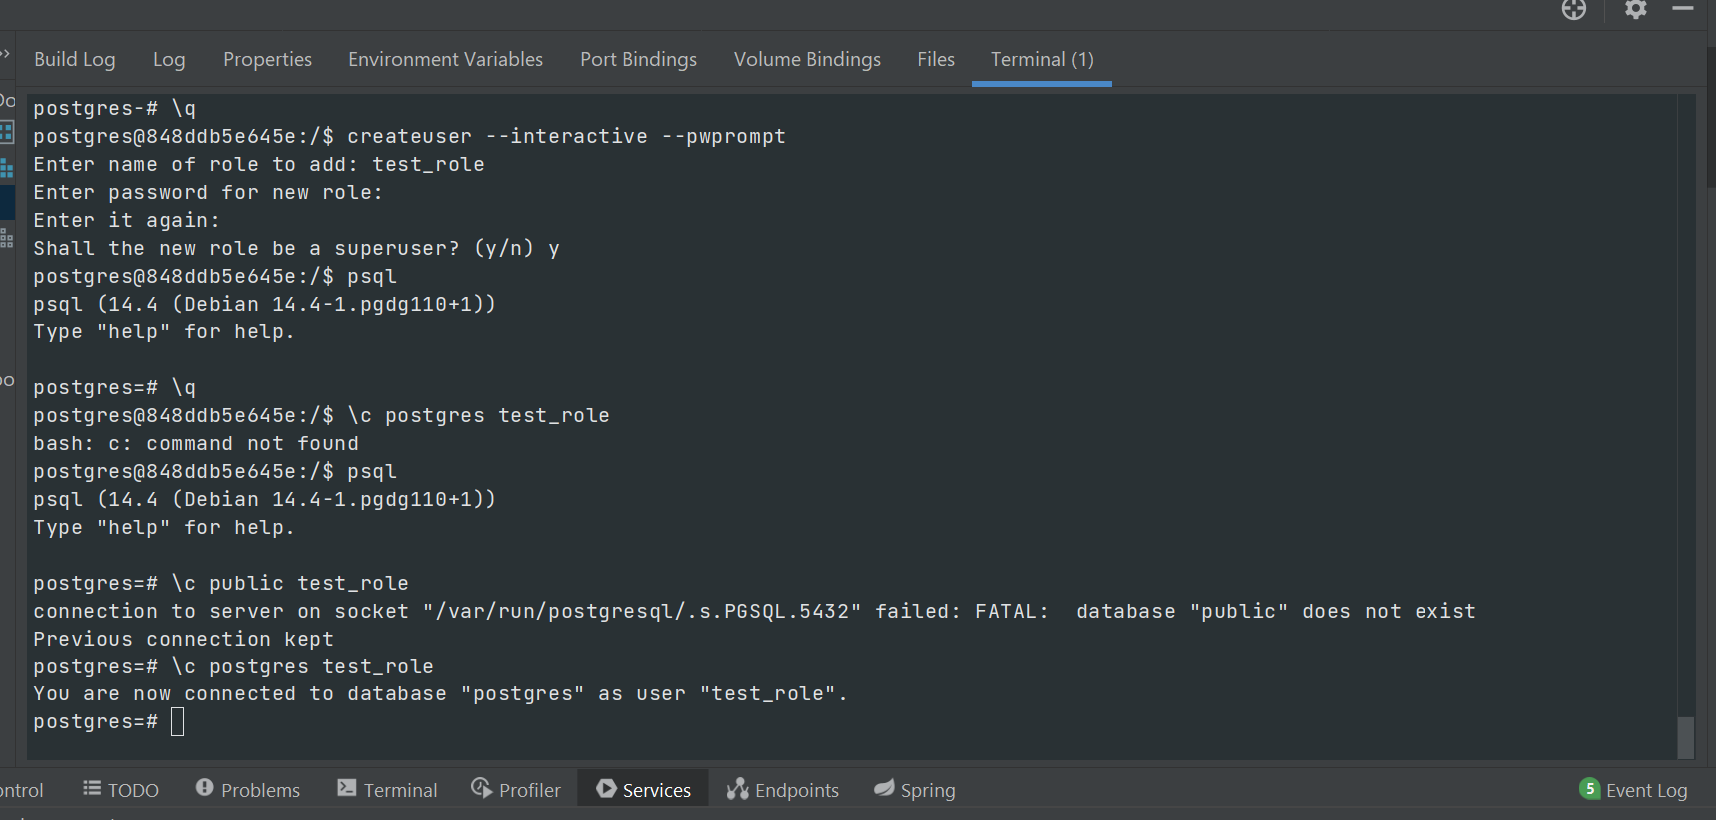 Build Log Log Properties Environment Variables Port Bindings Volume Bindings Files Terminal (1)
postgres-# \q
postgres@848ddb5e645e:/$ createuser --interactive --pwprompt
Enter name of role to add: test_role
Enter password for new role:
Enter it again:
Shall the new role be a superuser? (y/n) y
postgres@848ddb5e645e:/$ psql
psql (14.4 (Debian 14.4-1.pgdg110+1))
Type "help" for help.
postgres=# \q
postgres@848ddb5e645e:/$ \c postgres test_role
bash: c: command not found
postgres@848ddb5e645e:/$ psql
psql (14.4 (Debian 14.4-1.pgdg110+1))
Type "help" for help.
postgres=# \c public test_role
connection to server on socket "/var/run/postgresql/.s.PGSQL.5432" failed: FATAL:  database "public" does not exist
Previous connection kept
postgres=# \c postgres test_role
You are now connected to database "postgres" as user "test_role".
postgres=#
ontrol TODO Problems Terminal Profiler Services Endpoints Spring 5 Event Log